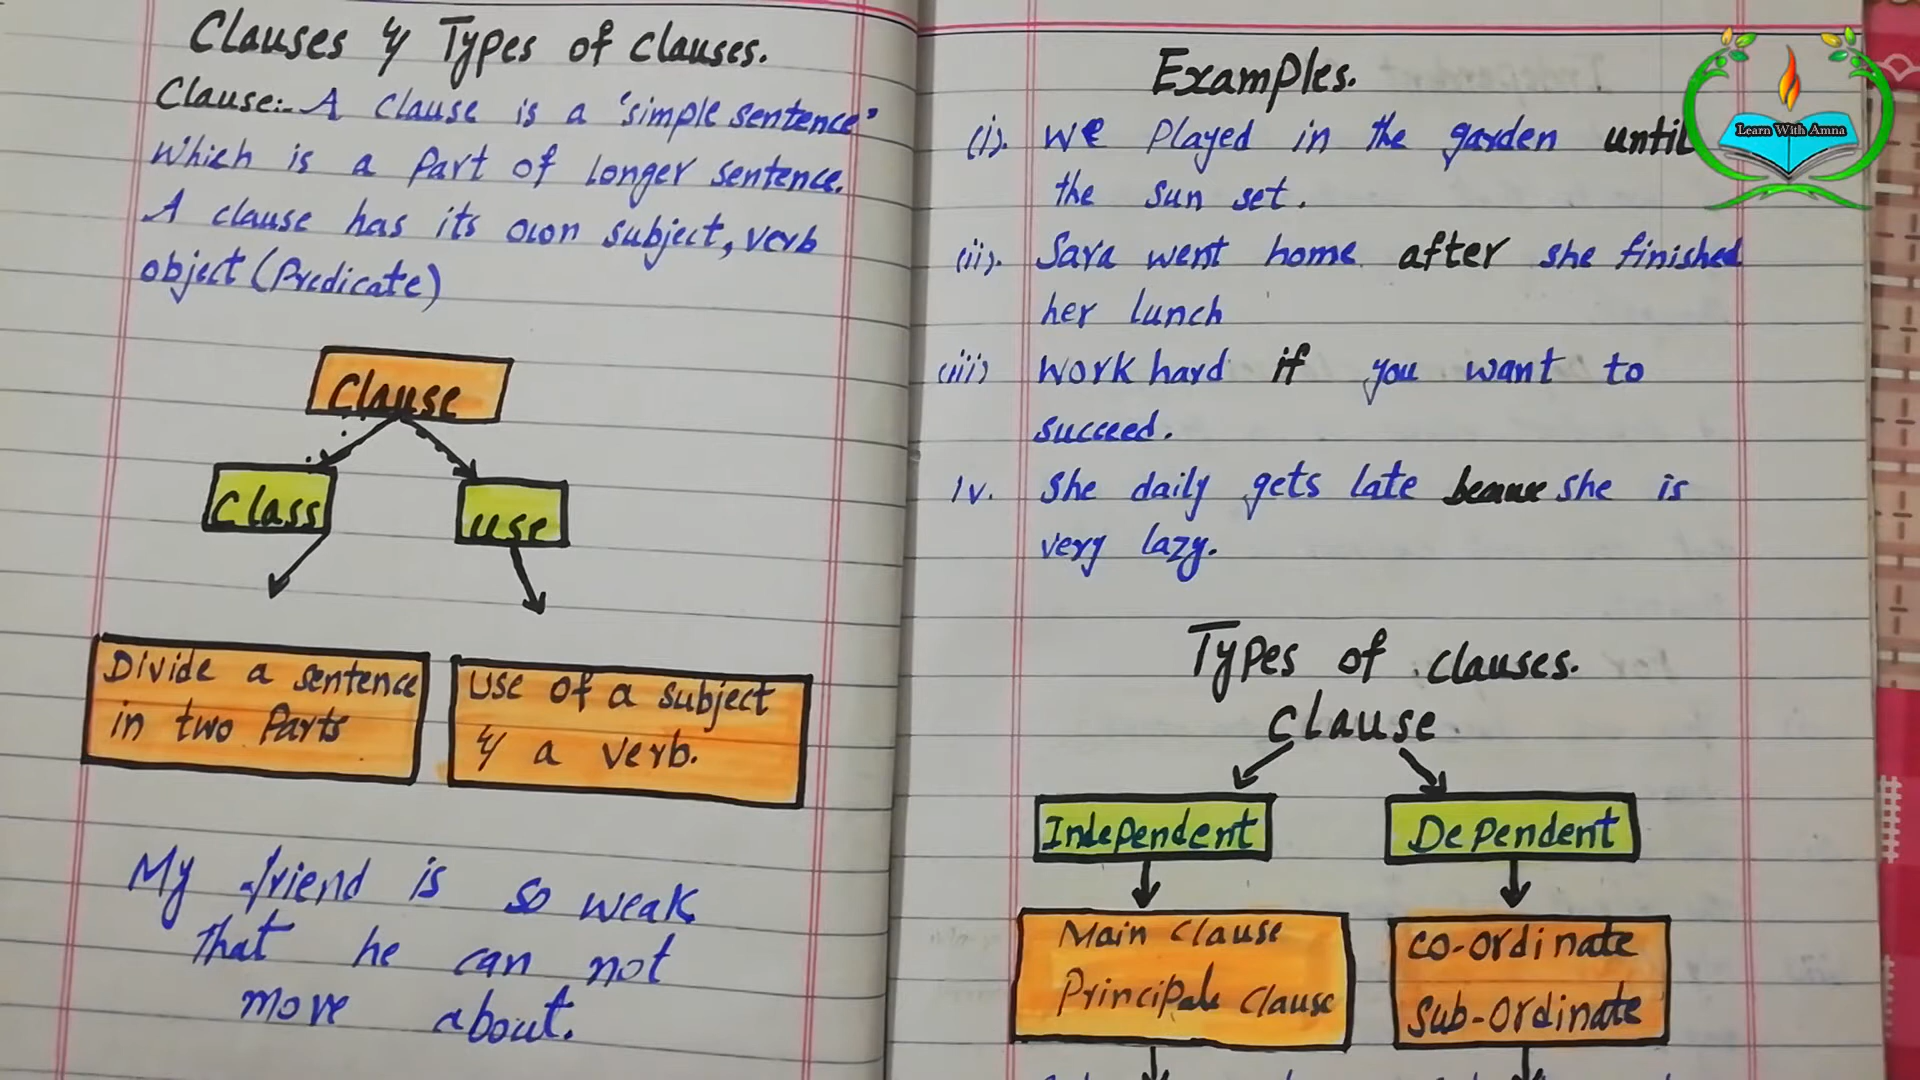 Clauses & Types of clauses.
Clause:- A clause is a 'simple sentence'
which is a part of longer sentence.
A clause has its own subject, verb
object (Predicate)
Clause
Class
use
Divide a sentence
in two parts
Use of a subject
& a verb.
My friend is so weak
that he can not
move about.
Examples.
(i). We played in the garden until
the sun set.
(ii). Sara went home after she finished
her lunch
(iii) Work hard if you want to
succeed.
iv. She daily gets late because she is
very lazy.
Types of clauses.
clause
Independent
Dependent
Main clause
Principale clause
co-ordinate
sub-ordinate
Learn With Amna